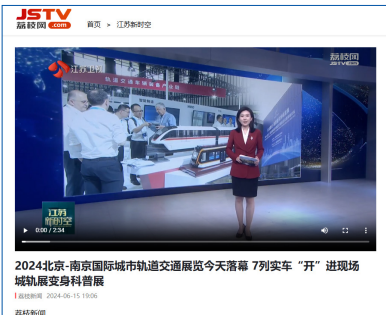 JSTV
荔枝网 .com
首页 > 江苏新时空
江苏卫视
荔枝网
JSTV.COM
江苏
新时空
0:00 / 2:34
2024北京-南京国际城市轨道交通展览今天落幕 7列实车“开”进现场
城轨展变身科普展
荔枝新闻 2024-06-15 19:06
荔枝新闻